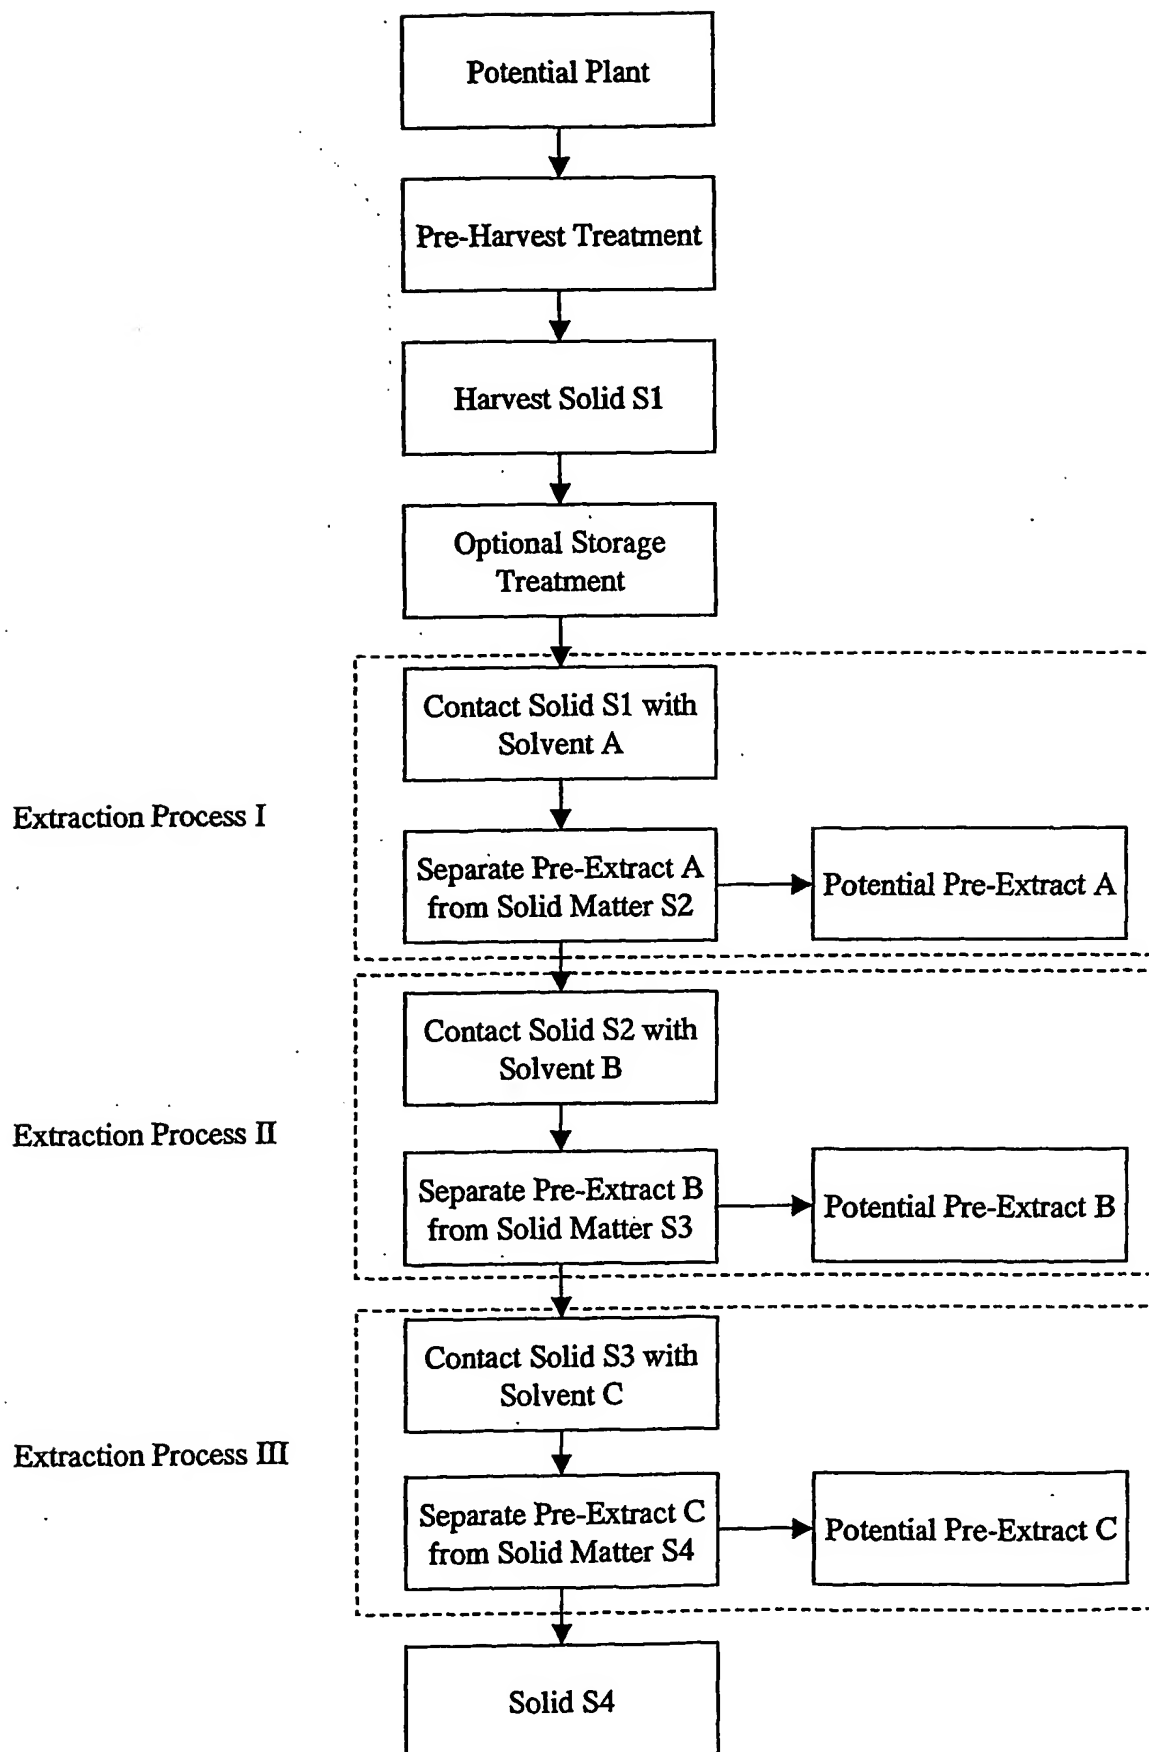 Potential Plant
Pre-Harvest Treatment
Harvest Solid S1
Optional Storage
Treatment
Contact Solid S1 with
Solvent A
Extraction Process I
Separate Pre-Extract A
from Solid Matter S2
Potential Pre-Extract A
Contact Solid S2 with
Solvent B
Extraction Process II
Separate Pre-Extract B
from Solid Matter S3
Potential Pre-Extract B
Contact Solid S3 with
Solvent C
Extraction Process III
Separate Pre-Extract C
from Solid Matter S4
Potential Pre-Extract C
Solid S4